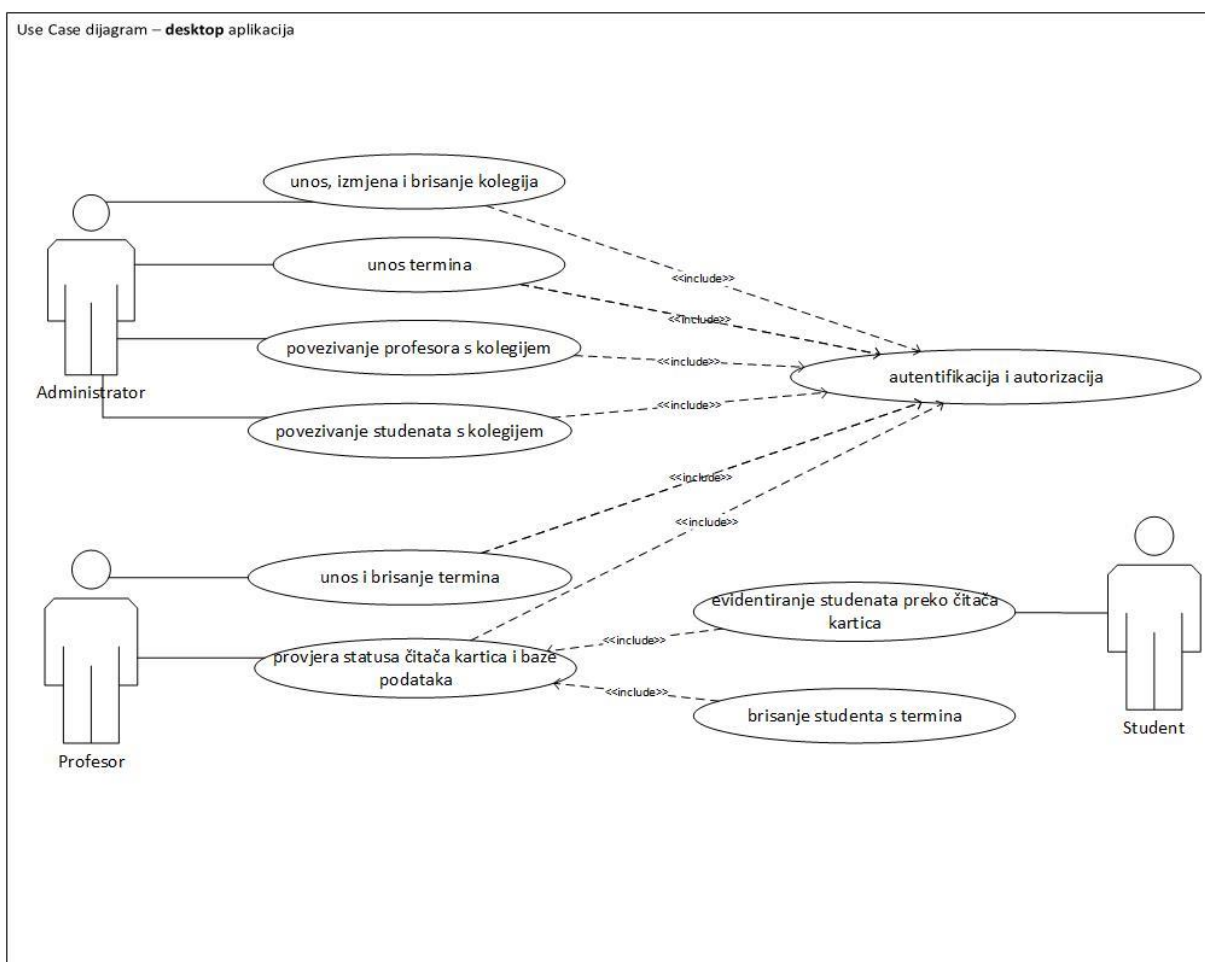 Use Case dijagram – desktop aplikacija
unos, izmjena i brisanje kolegija
unos termina
<<include>>
<<include>>
povezivanje profesora s kolegijem
<<include>>
autentifikacija i autorizacija
Administrator
<<include>>
povezivanje studenata s kolegijem
<<include>>
<<include>>
unos i brisanje termina
evidentiranje studenata preko čitača
kartica
<<include>>
provjera statusa čitača kartica i baze
podataka
<<include>>
brisanje studenta s termina
Student
Profesor